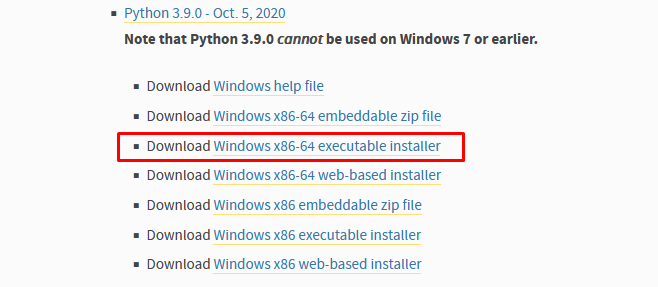 Python 3.9.0 - Oct. 5, 2020
Note that Python 3.9.0 cannot be used on Windows 7 or earlier.
Download Windows help file
Download Windows x86-64 embeddable zip file
Download Windows x86-64 executable installer
Download Windows x86-64 web-based installer
Download Windows x86 embeddable zip file
Download Windows x86 executable installer
Download Windows x86 web-based installer